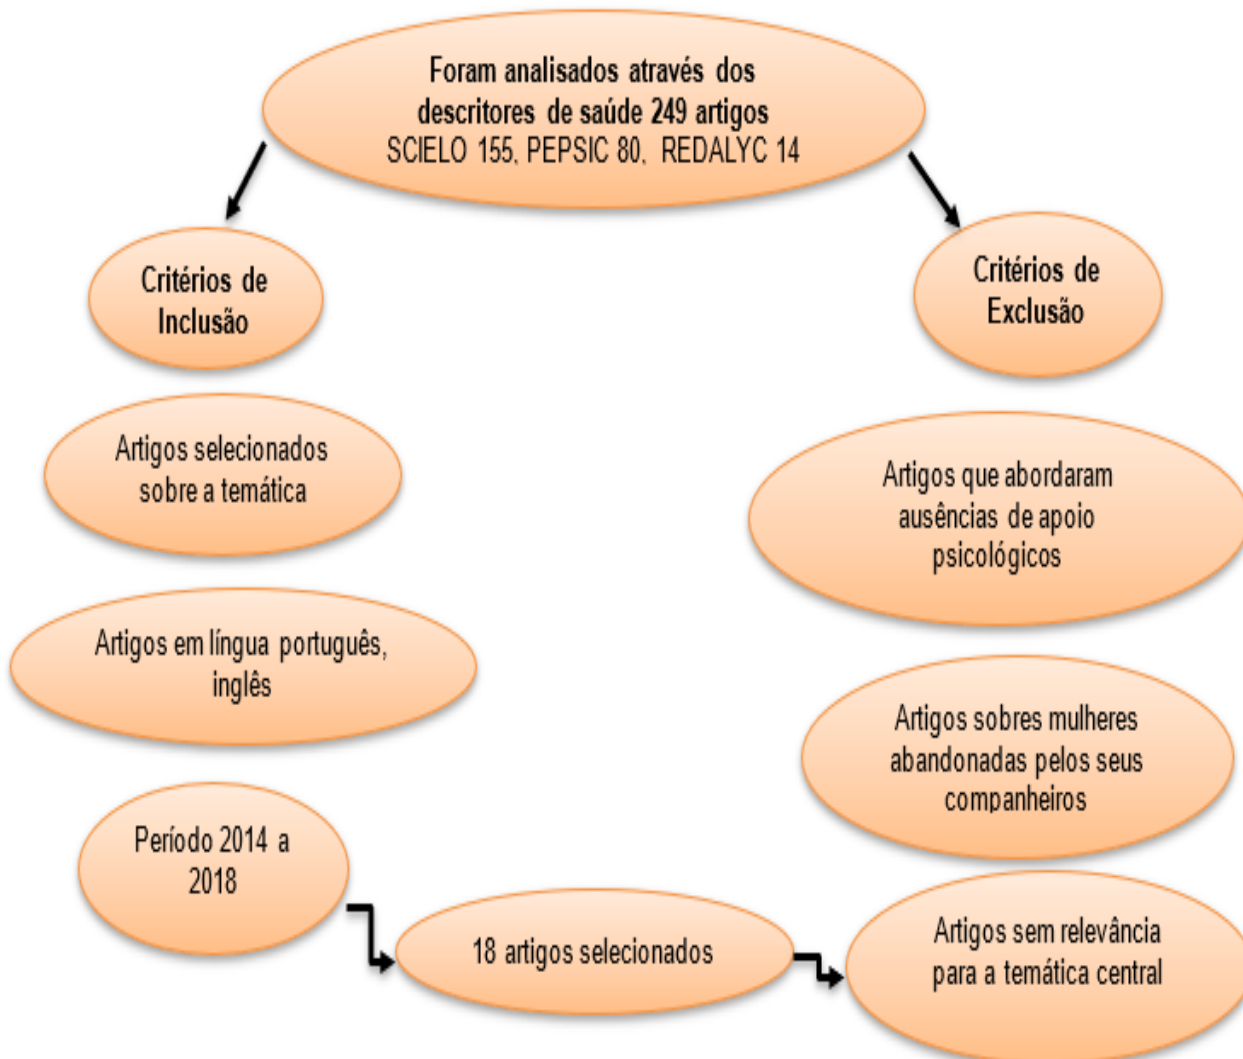 Foram analisados através dos
descritores de saúde 249 artigos
SCIELO 155, PEPSIC 80, REDALYC 14
Critérios de
Inclusão
Critérios de
Exclusão
Artigos selecionados
sobre a temática
Artigos que abordaram
ausências de apoio
psicológicos
Artigos em língua português,
inglês
Artigos sobres mulheres
abandonadas pelos seus
companheiros
Período 2014 a
2018
18 artigos selecionados
Artigos sem relevância
para a temática central